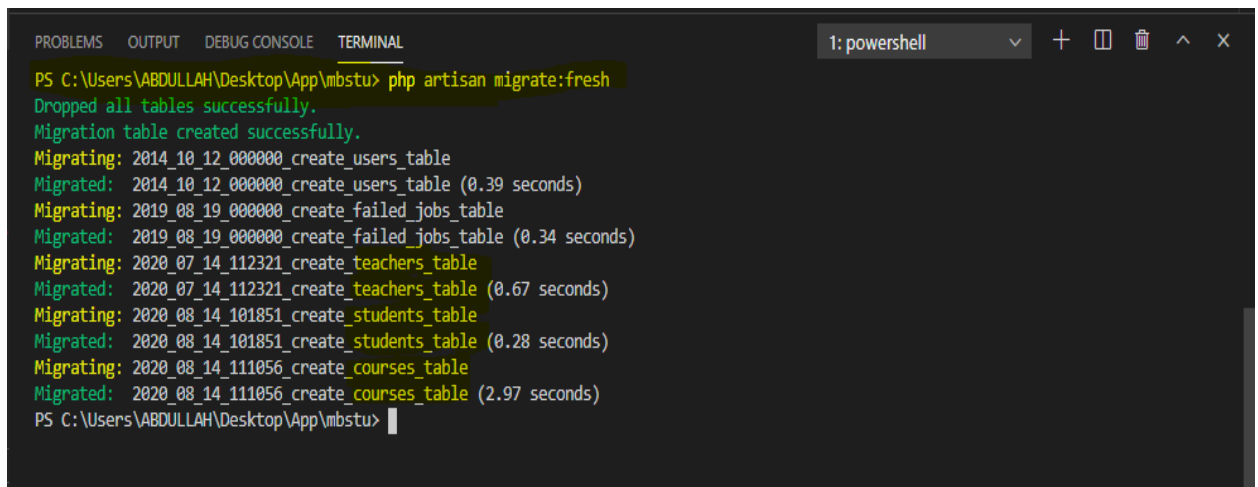 PROBLEMS OUTPUT DEBUG CONSOLE TERMINAL 1: powershell
PS C:\Users\ABDULLAH\Desktop\App\mbstu> php artisan migrate:fresh
Dropped all tables successfully.
Migration table created successfully.
Migrating: 2014_10_12_000000_create_users_table
Migrated: 2014_10_12_000000_create_users_table (0.39 seconds)
Migrating: 2019_08_19_000000_create_failed_jobs_table
Migrated: 2019_08_19_000000_create_failed_jobs_table (0.34 seconds)
Migrating: 2020_07_14_112321_create_teachers_table
Migrated: 2020_07_14_112321_create_teachers_table (0.67 seconds)
Migrating: 2020_08_14_101851_create_students_table
Migrated: 2020_08_14_101851_create_students_table (0.28 seconds)
Migrating: 2020_08_14_111056_create_courses_table
Migrated: 2020_08_14_111056_create_courses_table (2.97 seconds)
PS C:\Users\ABDULLAH\Desktop\App\mbstu>